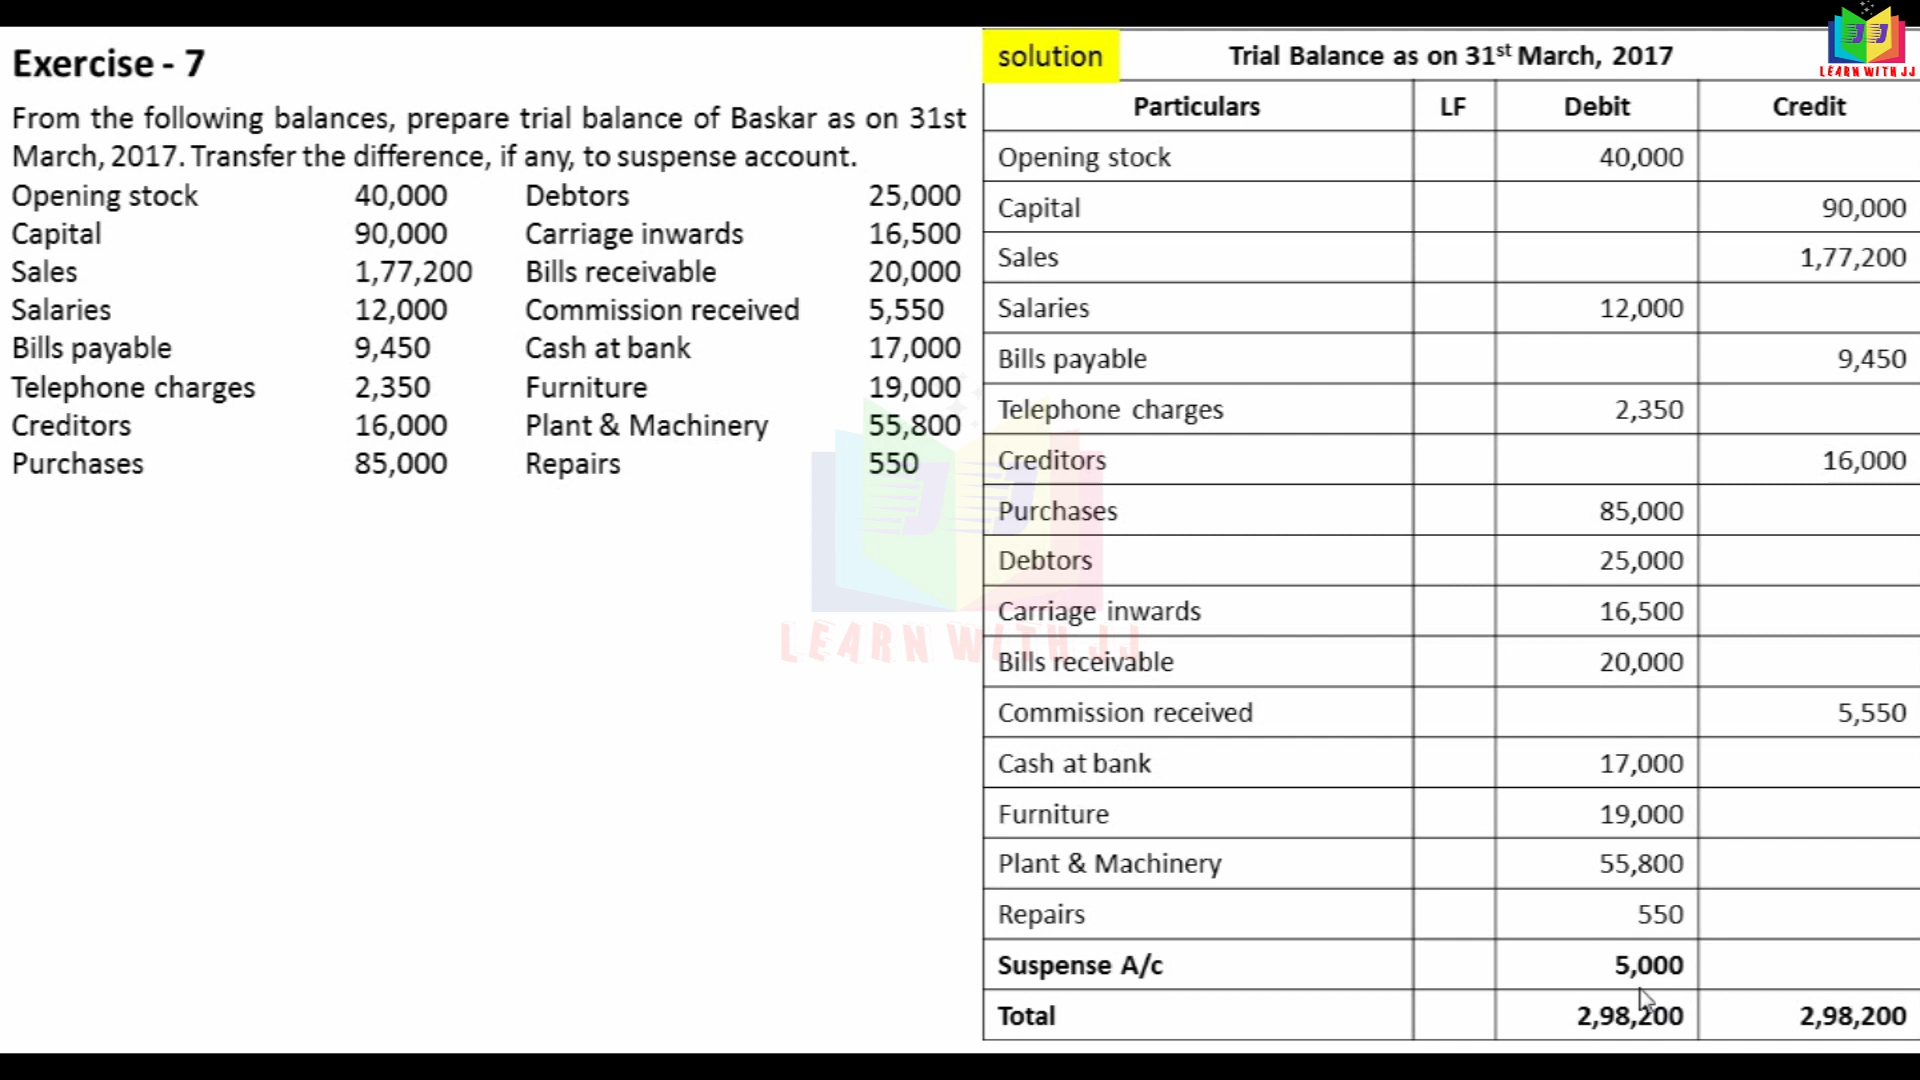 Exercise - 7
From the following balances, prepare trial balance of Baskar as on 31st
March, 2017. Transfer the difference, if any, to suspense account.
Opening stock 40,000 Debtors 25,000
Capital 90,000 Carriage inwards 16,500
Sales 1,77,200 Bills receivable 20,000
Salaries 12,000 Commission received 5,550
Bills payable 9,450 Cash at bank 17,000
Telephone charges 2,350 Furniture 19,000
Creditors 16,000 Plant & Machinery 55,800
Purchases 85,000 Repairs 550
solution Trial Balance as on 31st March, 2017
Particulars LF Debit Credit
Opening stock 40,000
Capital 90,000
Sales 1,77,200
Salaries 12,000
Bills payable 9,450
Telephone charges 2,350
Creditors 16,000
Purchases 85,000
Debtors 25,000
Carriage inwards 16,500
Bills receivable 20,000
Commission received 5,550
Cash at bank 17,000
Furniture 19,000
Plant & Machinery 55,800
Repairs 550
Suspense A/c 5,000
Total 2,98,200 2,98,200
JJ
LEARN WITH JJ
JJ
LEARN WITH JJ